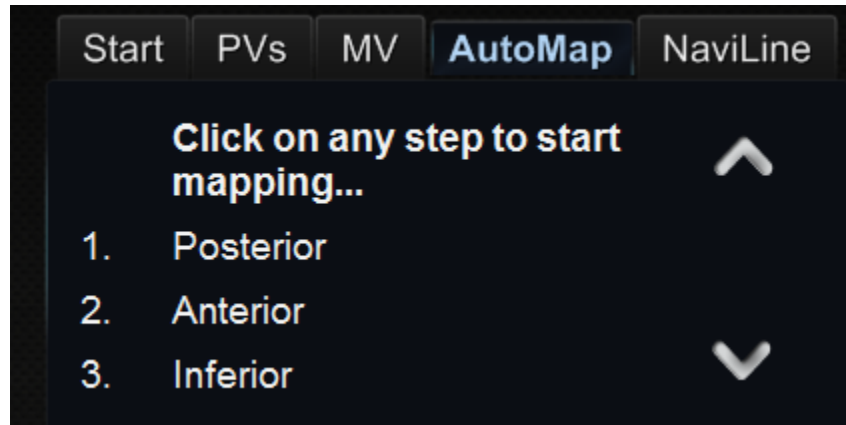 Start PVs MV AutoMap NaviLine
Click on any step to start
mapping...
1. Posterior
2. Anterior
3. Inferior